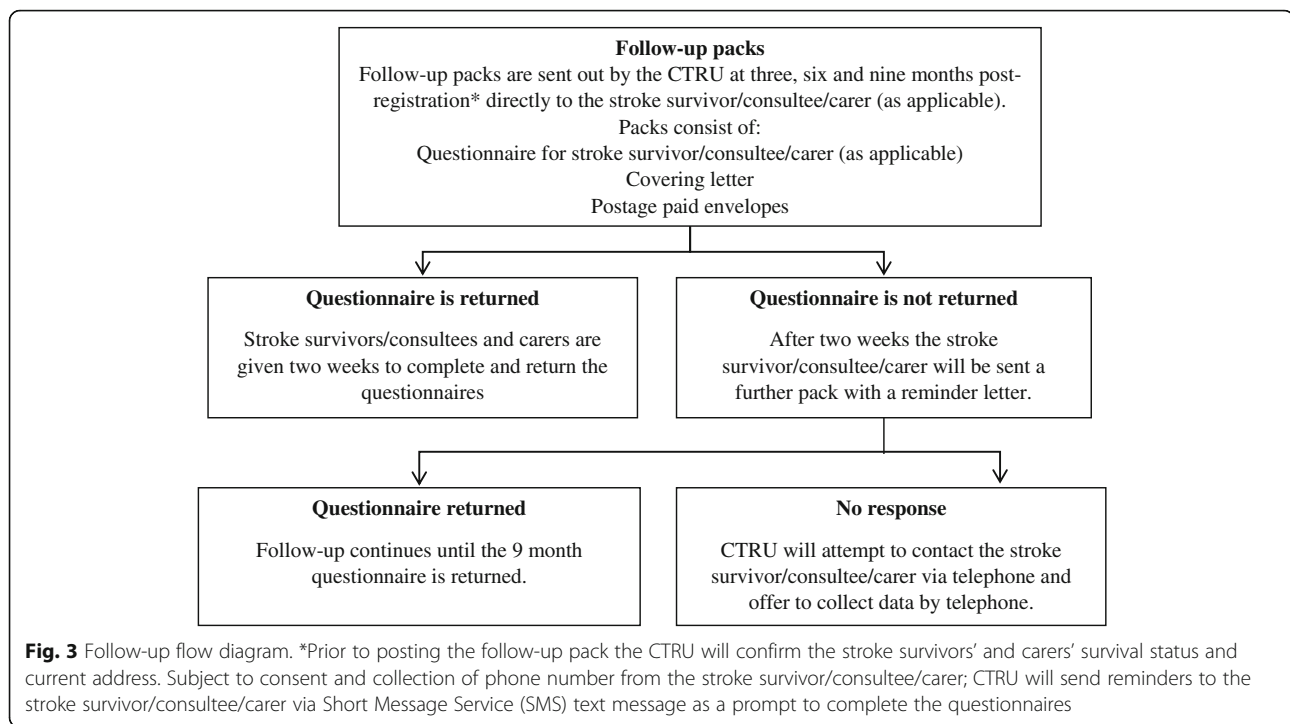 Follow-up packs
Follow-up packs are sent out by the CTRU at three, six and nine months post-
registration* directly to the stroke survivor/consultee/carer (as applicable).
Packs consist of:
Questionnaire for stroke survivor/consultee/carer (as applicable)
Covering letter
Postage paid envelopes
Questionnaire is returned
Stroke survivors/consultees and carers are
given two weeks to complete and return the
questionnaires
Questionnaire is not returned
After two weeks the stroke
survivor/consultee/carer will be sent a
further pack with a reminder letter.
Questionnaire returned
Follow-up continues until the 9 month
questionnaire is returned.
No response
CTRU will attempt to contact the stroke
survivor/consultee/carer via telephone and
offer to collect data by telephone.
Fig. 3 Follow-up flow diagram. *Prior to posting the follow-up pack the CTRU will confirm the stroke survivors’ and carers’ survival status and
current address. Subject to consent and collection of phone number from the stroke survivor/consultee/carer; CTRU will send reminders to the
stroke survivor/consultee/carer via Short Message Service (SMS) text message as a prompt to complete the questionnaires